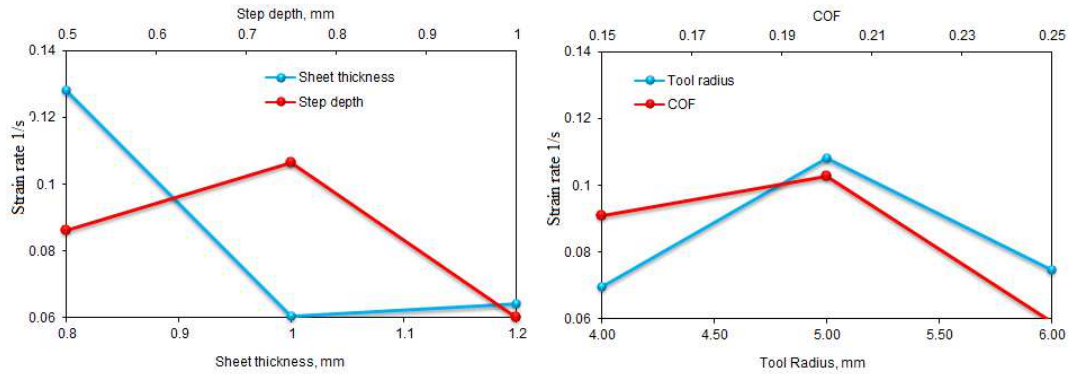 Step depth, mm
0.5 0.6 0.7 0.8 0.9 1
0.14
0.12
0.1
0.08
0.06
Strain rate 1/s
Sheet thickness
Step depth
0.8 0.9 1 1.1 1.2
Sheet thickness, mm
COF
0.15 0.17 0.19 0.21 0.23 0.25
0.14
0.12
0.1
0.08
0.06
Strain rate 1/s
Tool radius
COF
4.00 4.50 5.00 5.50 6.00
Tool Radius, mm